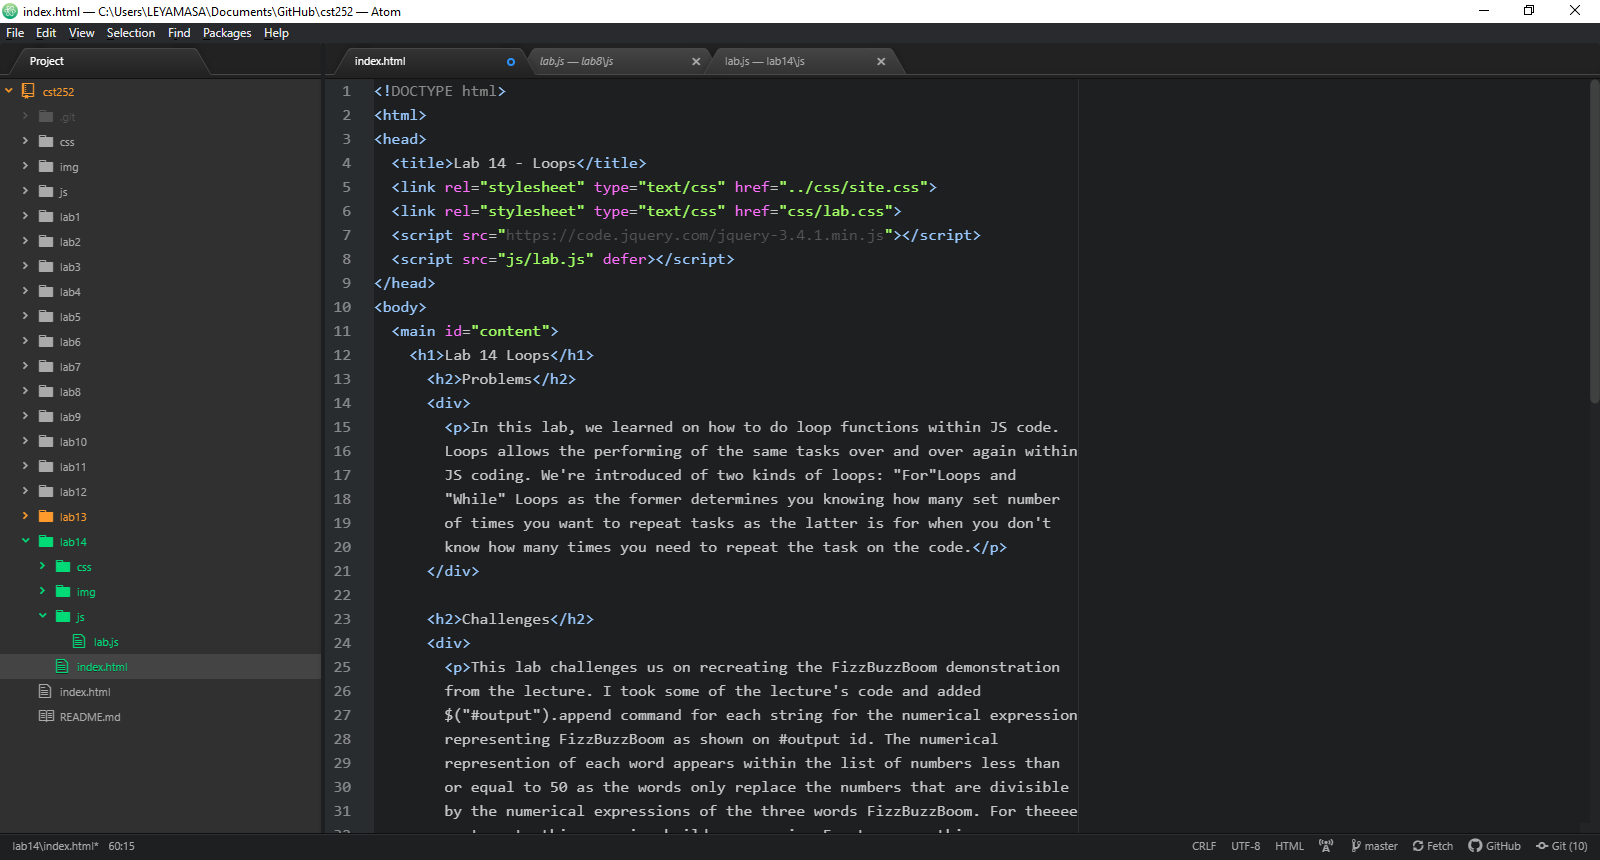 index.html — C:\Users\LEYAMASA\Documents\GitHub\cst252 — Atom
File Edit View Selection Find Packages Help
Project
index.html
lab.js — lab8\js
lab.js — lab14\js
cst252
.git
css
img
js
lab1
lab2
lab3
lab4
lab5
lab6
lab7
lab8
lab9
lab10
lab11
lab12
lab13
lab14
css
img
js
lab.js
index.html
index.html
README.md
1 <!DOCTYPE html>
2 <html>
3 <head>
4 <title>Lab 14 - Loops</title>
5 <link rel="stylesheet" type="text/css" href="../css/site.css">
6 <link rel="stylesheet" type="text/css" href="css/lab.css">
7 <script src="https://code.jquery.com/jquery-3.4.1.min.js"></script>
8 <script src="js/lab.js" defer></script>
9 </head>
10 <body>
11 <main id="content">
12 <h1>Lab 14 Loops</h1>
13 <h2>Problems</h2>
14 <div>
15 <p>In this lab, we learned on how to do loop functions within JS code.
16 Loops allows the performing of the same tasks over and over again within
17 JS coding. We're introduced of two kinds of loops: "For"Loops and
18 "While" Loops as the former determines you knowing how many set number
19 of times you want to repeat tasks as the latter is for when you don't
20 know how many times you need to repeat the task on the code.</p>
21 </div>
22
23 <h2>Challenges</h2>
24 <div>
25 <p>This lab challenges us on recreating the FizzBuzzBoom demonstration
26 from the lecture. I took some of the lecture's code and added
27 $("#output").append command for each string for the numerical expression
28 representing FizzBuzzBoom as shown on #output id. The numerical
29 represention of each word appears within the list of numbers less than
30 or equal to 50 as the words only replace the numbers that are divisible
31 by the numerical expressions of the three words FizzBuzzBoom. For theeee
lab14\index.html* 60:15
CRLF UTF-8 HTML master Fetch GitHub Git (10)